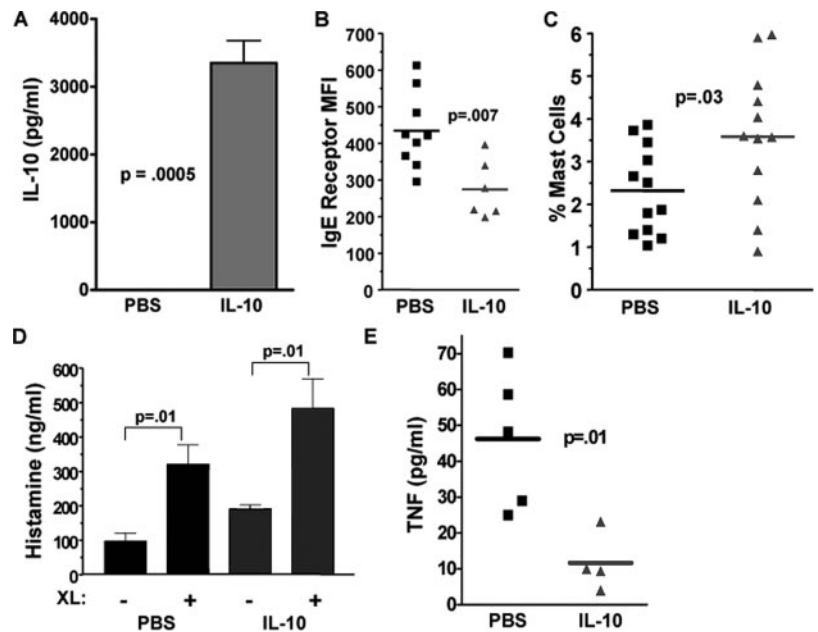 A
IL-10 (pg/ml)
4000
3000
2000
1000
0
p = .0005
PBS IL-10
B
IgE Receptor MFI
700
600
500
400
300
200
100
0
p=.007
PBS IL-10
C
% Mast Cells
6
5
4
3
2
1
0
p=.03
PBS IL-10
D
Histamine (ng/ml)
600
500
400
300
200
100
0
p=.01
p=.01
XL: - + - +
PBS IL-10
E
TNF (pg/ml)
70
60
50
40
30
20
10
0
p=.01
PBS IL-10